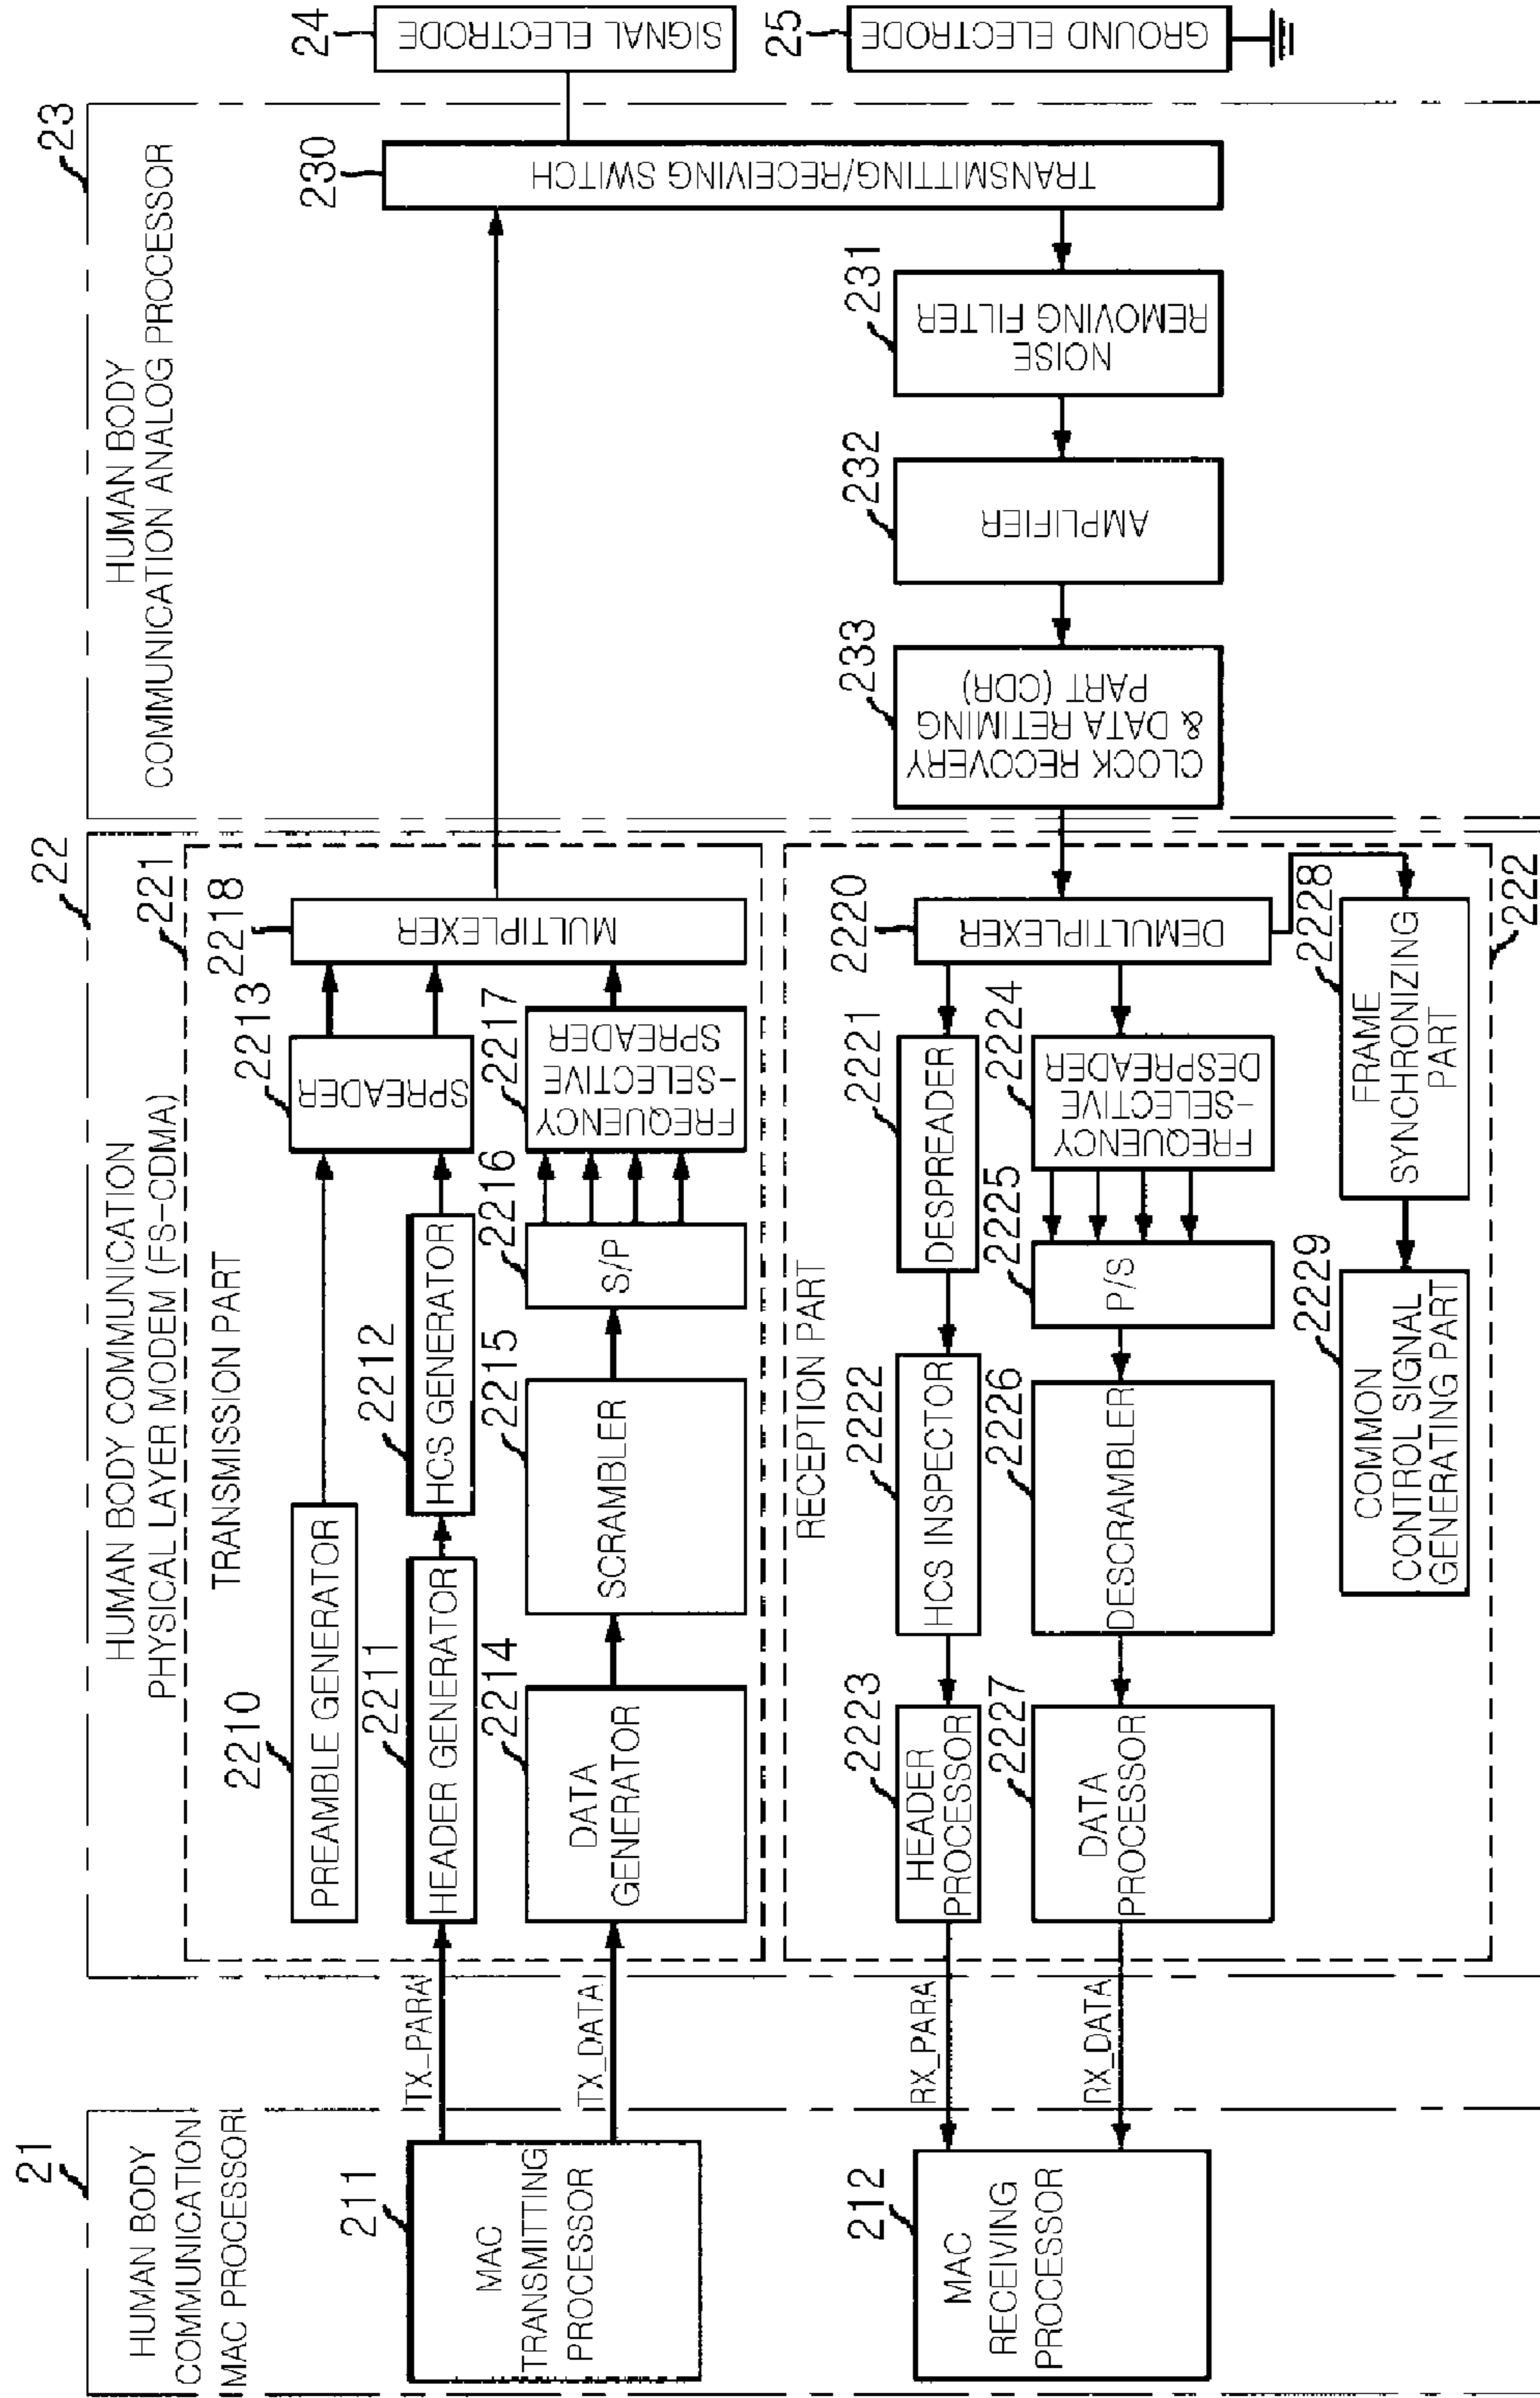 21
HUMAN BODY
COMMUNICATION
MAC PROCESSOR
211
MAC
TRANSMITTING
PROCESSOR
212
MAC
RECEIVING
PROCESSOR
TX_PARA
TX_DATA
RX_PARA
RX_DATA
22
HUMAN BODY COMMUNICATION
PHYSICAL LAYER MODEM (FS-CDMA)
221
TRANSMISSION PART
2210
PREAMBLE GENERATOR
2211
HEADER GENERATOR
2212
HCS GENERATOR
2213
SPREADER
2214
DATA
GENERATOR
2215
SCRAMBLER
2216
S/P
2217
FREQUENCY
-SELECTIVE
SPREADER
2218
MULTIPLEXER
RECEPTION PART
222
2220
DEMULTIPLEXER
2221
DESPREADER
2222
HCS INSPECTOR
2223
HEADER
PROCESSOR
2224
FREQUENCY
-SELECTIVE
DESPREADER
2225
P/S
2226
DESCRAMBLER
2227
DATA
PROCESSOR
2228
FRAME
SYNCHRONIZING
PART
2229
COMMON
CONTROL SIGNAL
GENERATING PART
23
HUMAN BODY
COMMUNICATION ANALOG PROCESSOR
230
TRANSMITTING/RECEIVING SWITCH
231
NOISE
REMOVING FILTER
232
AMPLIFIER
233
CLOCK RECOVERY
& DATA RETIMING
PART (CDR)
24
SIGNAL ELECTRODE
25
GROUND ELECTRODE